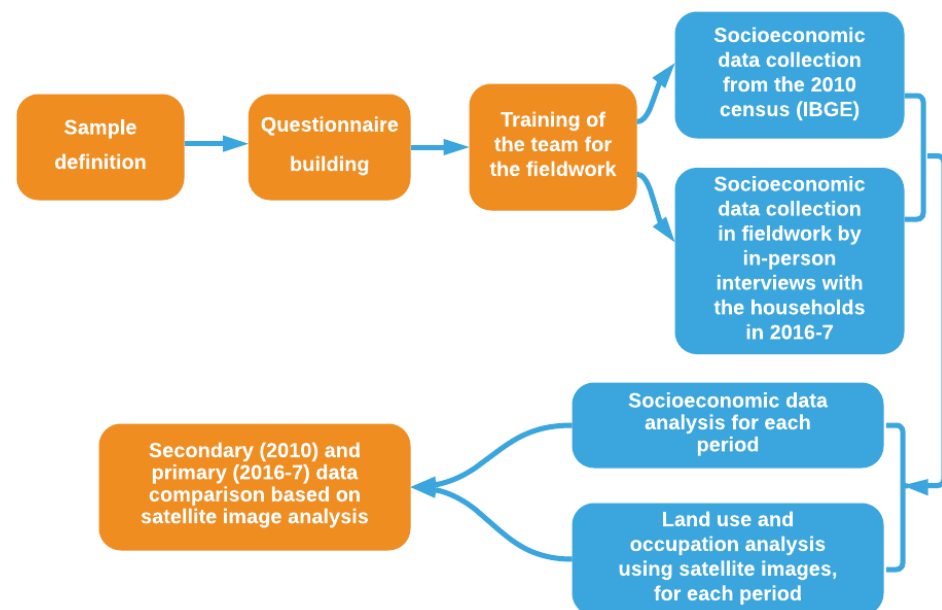 Sample
definition
Questionnaire
building
Training of
the team for
the fieldwork
Socioeconomic
data collection
from the 2010
census (IBGE)
Socioeconomic
data collection
in fieldwork by
in-person
interviews with
the households
in 2016-7
Socioeconomic data
analysis for each
period
Land use and
occupation analysis
using satellite images,
for each period
Secondary (2010) and
primary (2016-7) data
comparison based on
satellite image analysis